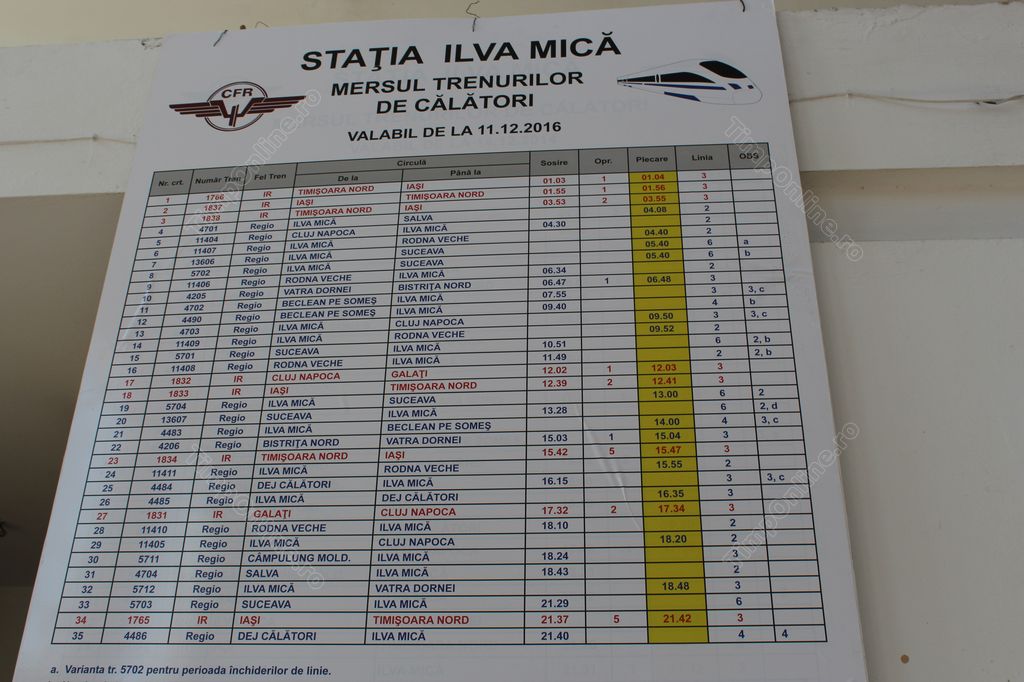 STAŢIA ILVA MICĂ
CFR
MERSUL TRENURILOR
DE CĂLĂTORI
VALABIL DE LA 11.12.2016
Nr. crt. Număr Tren Fel Tren Circulă Sosire Opr. Plecare Linia OBS
De la Până la
1 1766 IR TIMIŞOARA NORD IAŞI 01.03 1 01.04 3
2 1837 IR IAŞI TIMIŞOARA NORD 01.55 1 01.56 3
3 1838 IR TIMIŞOARA NORD IAŞI 03.53 2 03.55 3
4 4701 Regio ILVA MICĂ SALVA 04.08 2
5 11404 Regio CLUJ NAPOCA ILVA MICĂ 04.30 2
6 11407 Regio ILVA MICĂ RODNA VECHE 04.40 2
7 13606 Regio ILVA MICĂ SUCEAVA 05.40 6 a
8 5702 Regio ILVA MICĂ SUCEAVA 05.40 6 b
9 11406 Regio RODNA VECHE ILVA MICĂ 06.34 2
10 4205 Regio VATRA DORNEI BISTRIŢA NORD 06.47 1 06.48 3
11 4702 Regio BECLEAN PE SOMEŞ ILVA MICĂ 07.55 3 3, c
12 4490 Regio BECLEAN PE SOMEŞ ILVA MICĂ 09.40 4 b
13 4703 Regio ILVA MICĂ CLUJ NAPOCA 09.50 3 3, c
14 11409 Regio ILVA MICĂ RODNA VECHE 09.52 2
15 5701 Regio SUCEAVA ILVA MICĂ 10.51 6 2, b
16 11408 Regio RODNA VECHE ILVA MICĂ 11.49 2 2, b
17 1832 IR CLUJ NAPOCA GALAŢI 12.02 1 12.03 3
18 1833 IR IAŞI TIMIŞOARA NORD 12.39 2 12.41 3
19 5704 Regio ILVA MICĂ SUCEAVA 13.00 6 2
20 13607 Regio SUCEAVA ILVA MICĂ 13.28 6 2, d
21 4483 Regio ILVA MICĂ BECLEAN PE SOMEŞ 14.00 4 3, c
22 4206 Regio BISTRIŢA NORD VATRA DORNEI 15.03 1 15.04 3
23 1834 IR TIMIŞOARA NORD IAŞI 15.42 5 15.47 3
24 11411 Regio ILVA MICĂ RODNA VECHE 15.55 2
25 4484 Regio DEJ CĂLĂTORI ILVA MICĂ 16.15 3 3, c
26 4485 Regio ILVA MICĂ DEJ CĂLĂTORI 16.35 3
27 1831 IR GALAŢI CLUJ NAPOCA 17.32 2 17.34 3
28 11410 Regio RODNA VECHE ILVA MICĂ 18.10 2
29 11405 Regio ILVA MICĂ CLUJ NAPOCA 18.20 2
30 5711 Regio CÂMPULUNG MOLD. ILVA MICĂ 18.24 3
31 4704 Regio SALVA ILVA MICĂ 18.43 2
32 5712 Regio ILVA MICĂ VATRA DORNEI 18.48 3
33 5703 Regio SUCEAVA ILVA MICĂ 21.29 6
34 1765 IR IAŞI TIMIŞOARA NORD 21.37 5 21.42 3
35 4486 Regio DEJ CĂLĂTORI ILVA MICĂ 21.40 4 4
a. Varianta tr. 5702 pentru perioada închiderilor de linie.